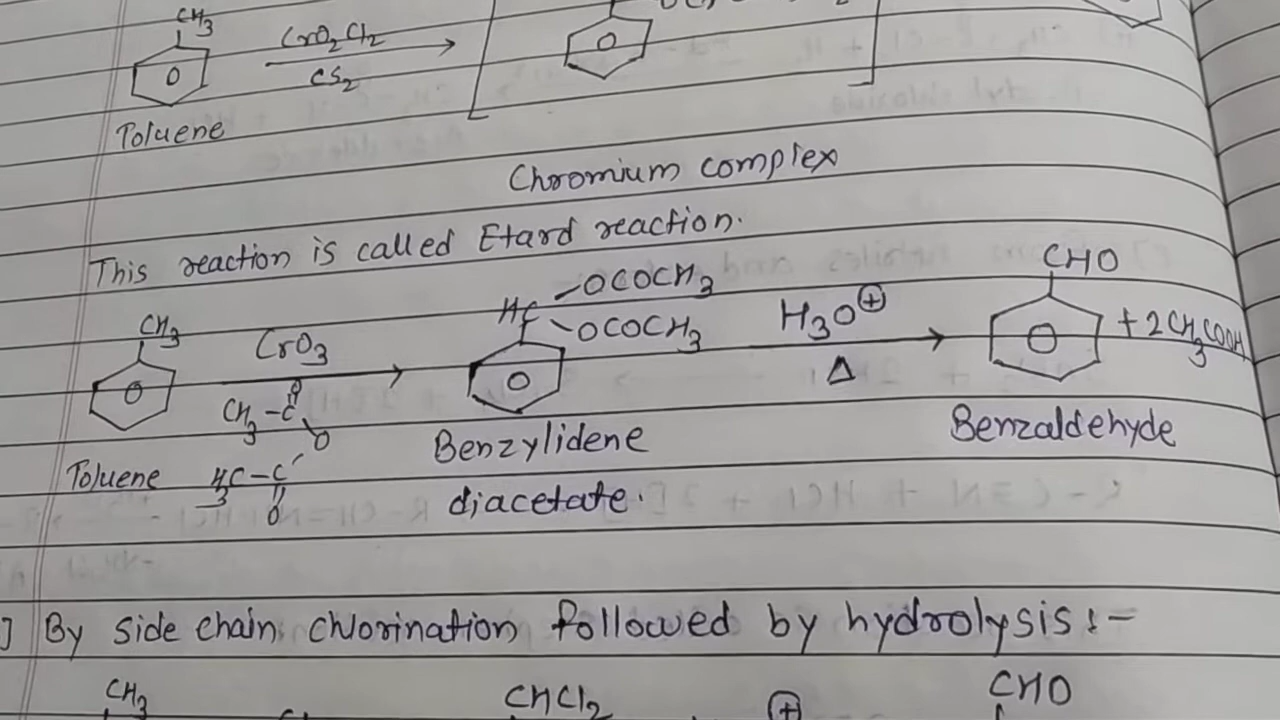 CH3
CrO2Cl2
CS2
Toluene
Chromium complex
This reaction is called Etard reaction.
CH3
CrO3
CH3-C
O
O
H3C-C
O
Toluene
HC
OCOCH3
OCOCH3
Benzylidene
diacetate.
H3O⊕
Δ
CHO
+ 2CH3COOH
Benzaldehyde
] By side chain chlorination followed by hydrolysis:-
CH3
CHCl2
⊕
CHO